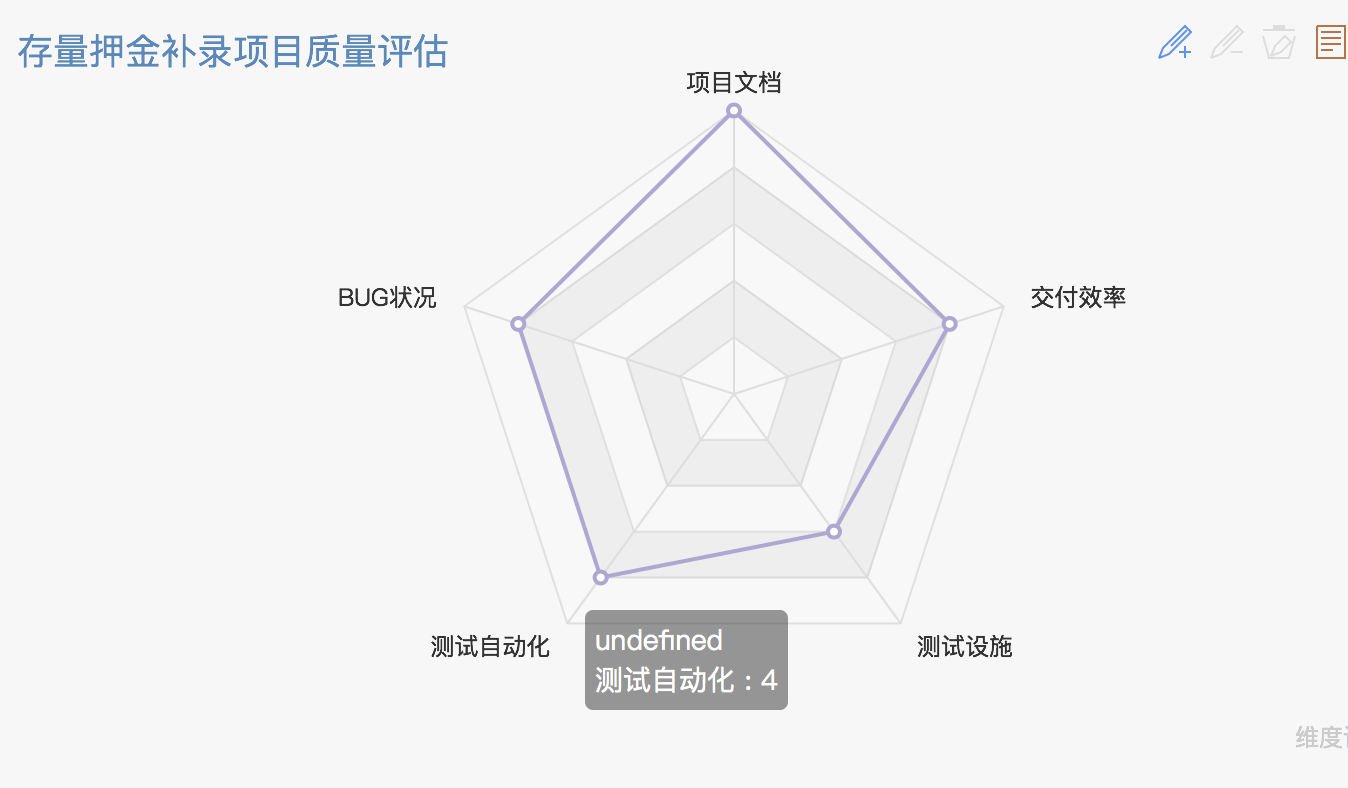 存量押金补录项目质量评估
项目文档
BUG状况
交付效率
测试自动化
测试设施
undefined
测试自动化 : 4
维度